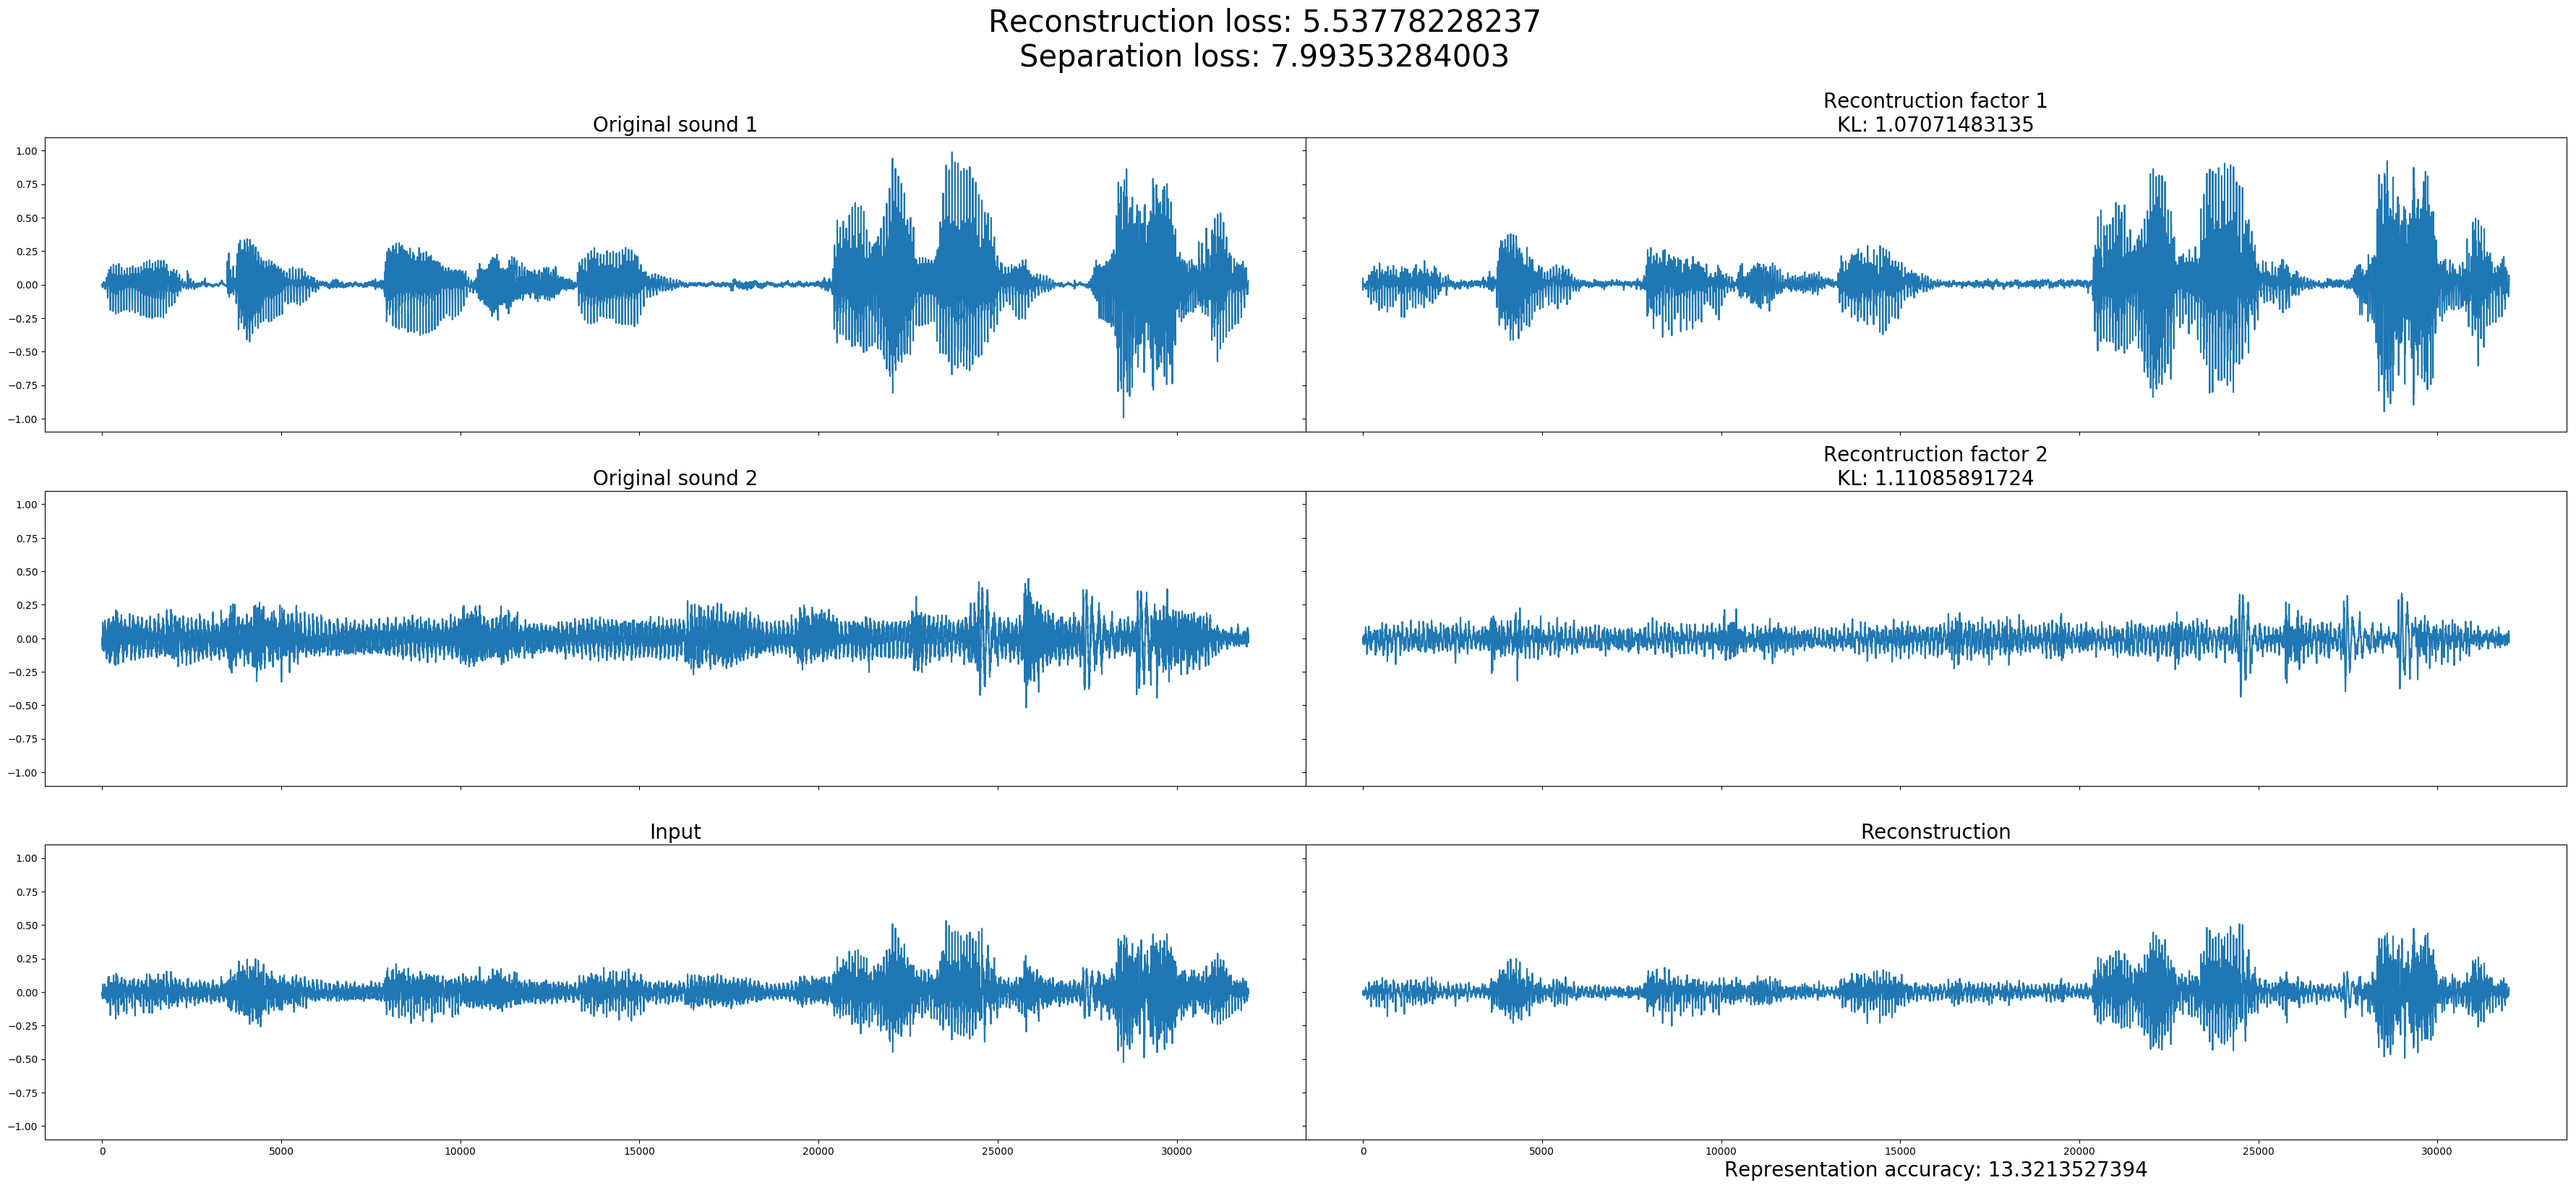 Reconstruction loss: 5.53778228237
Separation loss: 7.99353284003
Original sound 1
Recontruction factor 1
KL: 1.07071483135
1.00
0.75
0.50
0.25
0.00
−0.25
−0.50
−0.75
−1.00
0 5000 10000 15000 20000 25000 30000
Original sound 2
Recontruction factor 2
KL: 1.11085891724
1.00
0.75
0.50
0.25
0.00
−0.25
−0.50
−0.75
−1.00
Input
Reconstruction
1.00
0.75
0.50
0.25
0.00
−0.25
−0.50
−0.75
−1.00
0 5000 10000 15000 20000 25000 30000
Representation accuracy: 13.3213527394